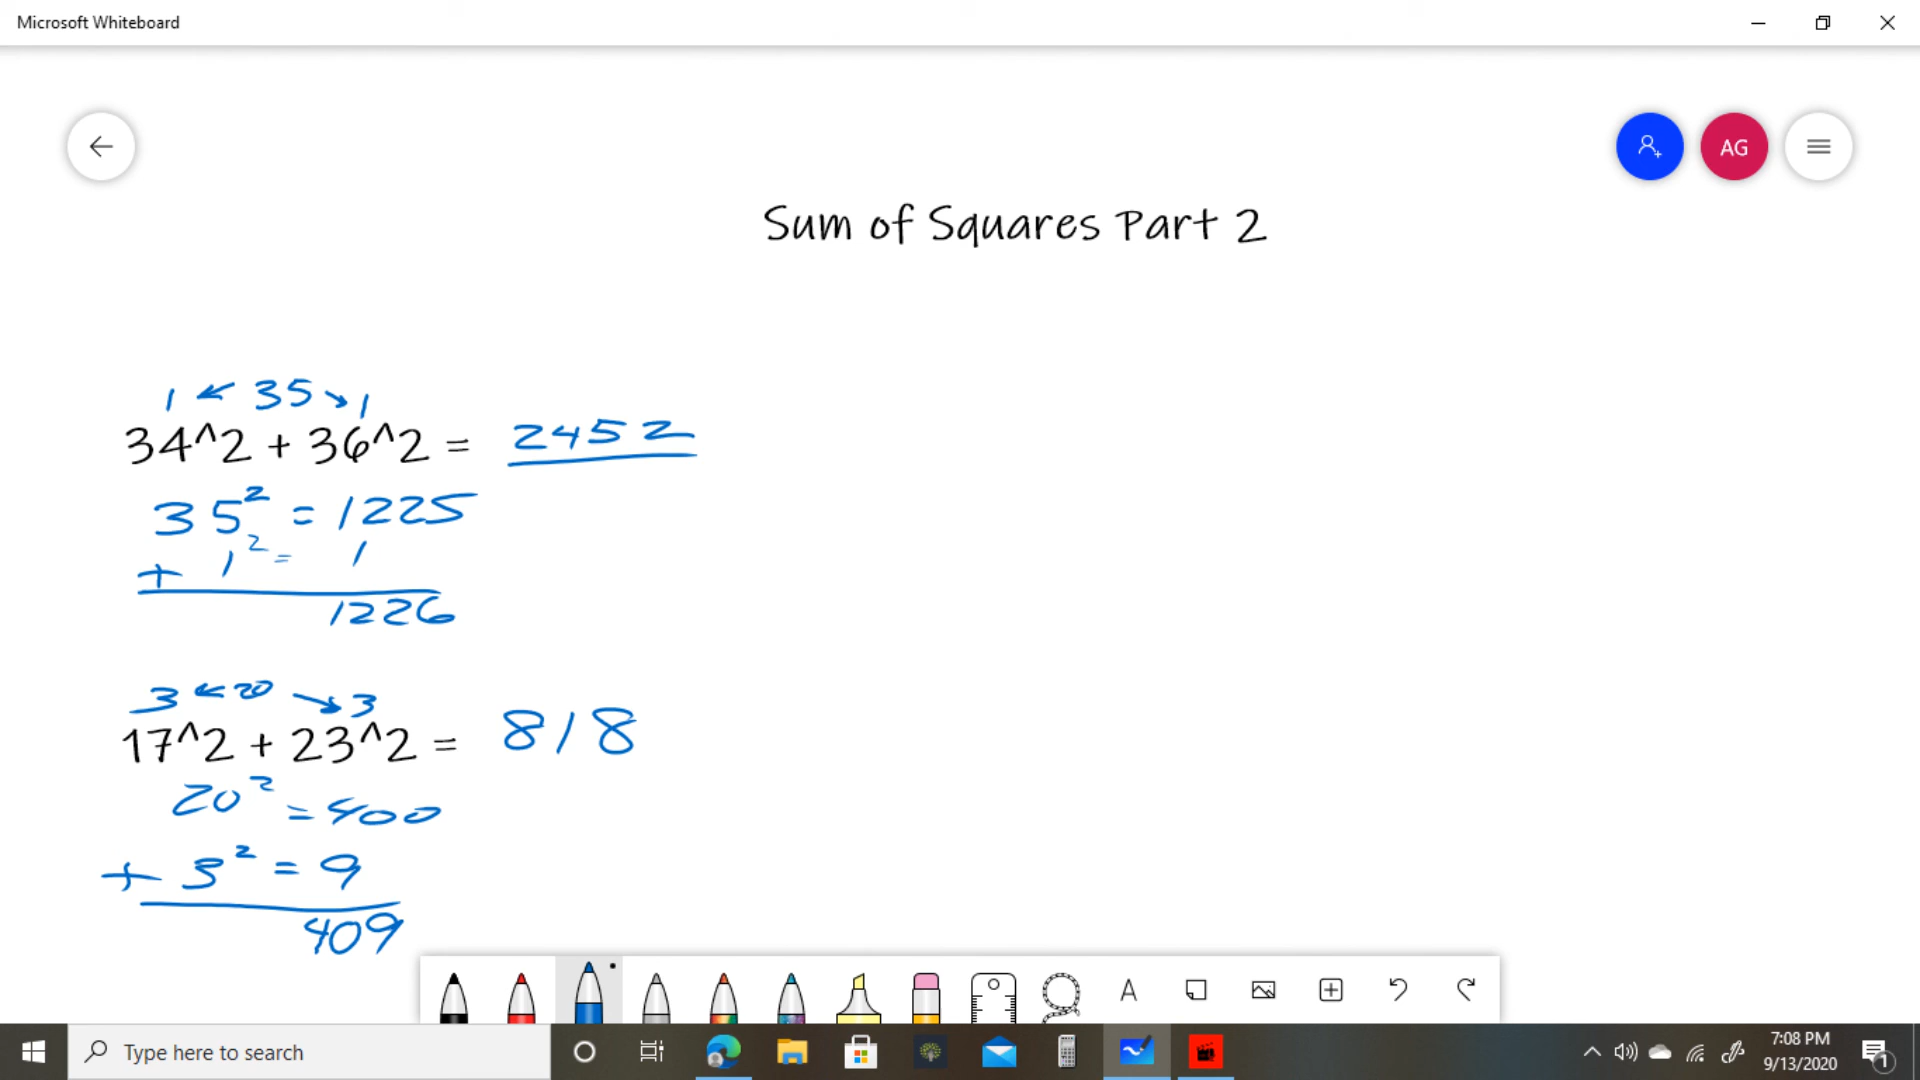 Microsoft Whiteboard
AG
Sum of Squares Part 2
1 ← 35 → 1
34^2 + 36^2 = 2452
35² = 1225
+ 1² = 1
1226
3 ← 20 → 3
17^2 + 23^2 = 818
20² = 400
+ 3² = 9
409
A
Type here to search
7:08 PM
9/13/2020
1